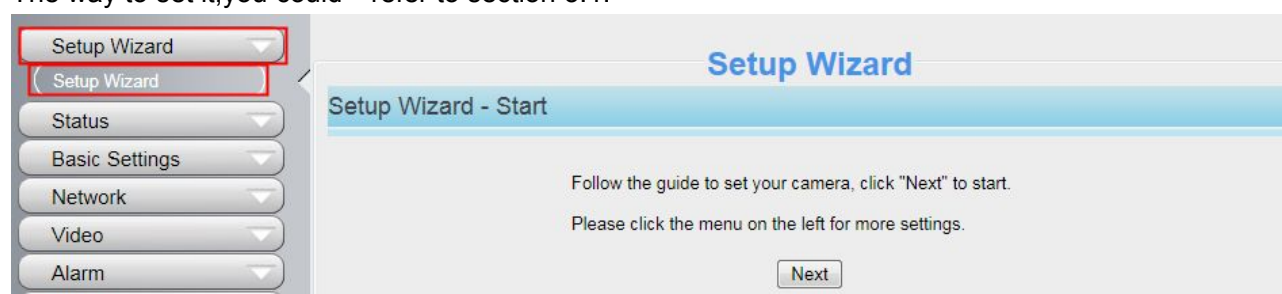 Setup Wizard
Setup Wizard
Status
Basic Settings
Network
Video
Alarm
Setup Wizard
Setup Wizard - Start
Follow the guide to set your camera, click "Next" to start.
Please click the menu on the left for more settings.
Next